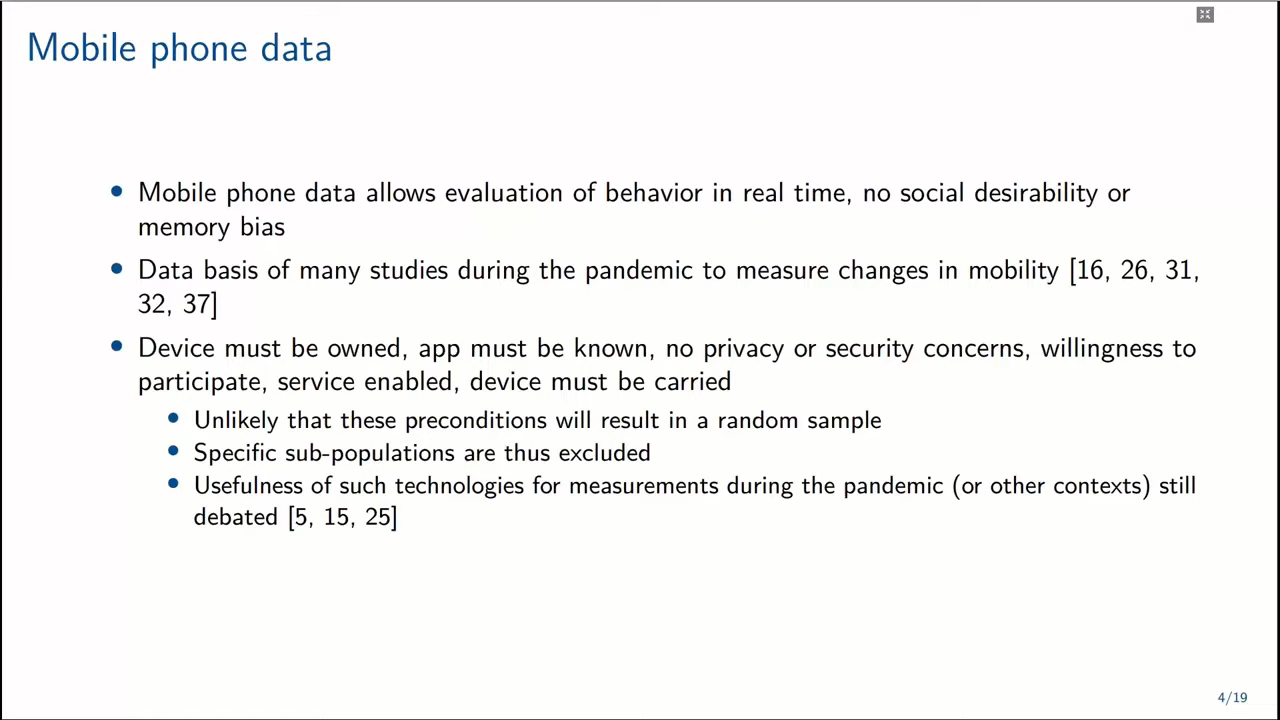 Mobile phone data
• Mobile phone data allows evaluation of behavior in real time, no social desirability or
memory bias
• Data basis of many studies during the pandemic to measure changes in mobility [16, 26, 31,
32, 37]
• Device must be owned, app must be known, no privacy or security concerns, willingness to
participate, service enabled, device must be carried
• Unlikely that these preconditions will result in a random sample
• Specific sub-populations are thus excluded
• Usefulness of such technologies for measurements during the pandemic (or other contexts) still
debated [5, 15, 25]
4/19